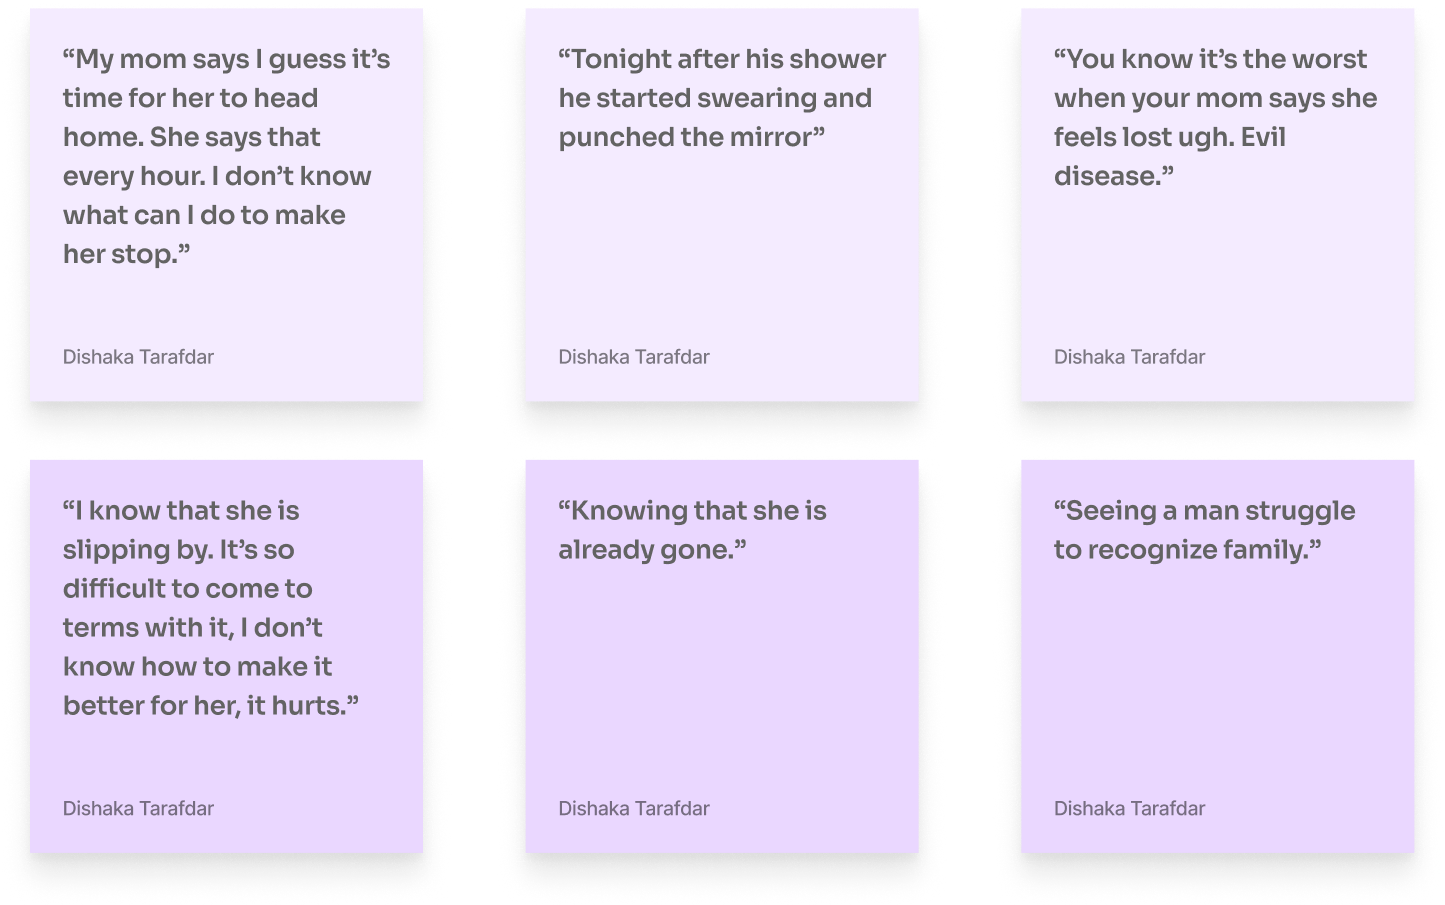 “My mom says I guess it’s
time for her to head
home. She says that
every hour. I don’t know
what can I do to make
her stop.”
Dishaka Tarafdar
“Tonight after his shower
he started swearing and
punched the mirror”
Dishaka Tarafdar
“You know it’s the worst
when your mom says she
feels lost ugh. Evil
disease.”
Dishaka Tarafdar
“I know that she is
slipping by. It’s so
difficult to come to
terms with it, I don’t
know how to make it
better for her, it hurts.”
Dishaka Tarafdar
“Knowing that she is
already gone.”
Dishaka Tarafdar
“Seeing a man struggle
to recognize family.”
Dishaka Tarafdar